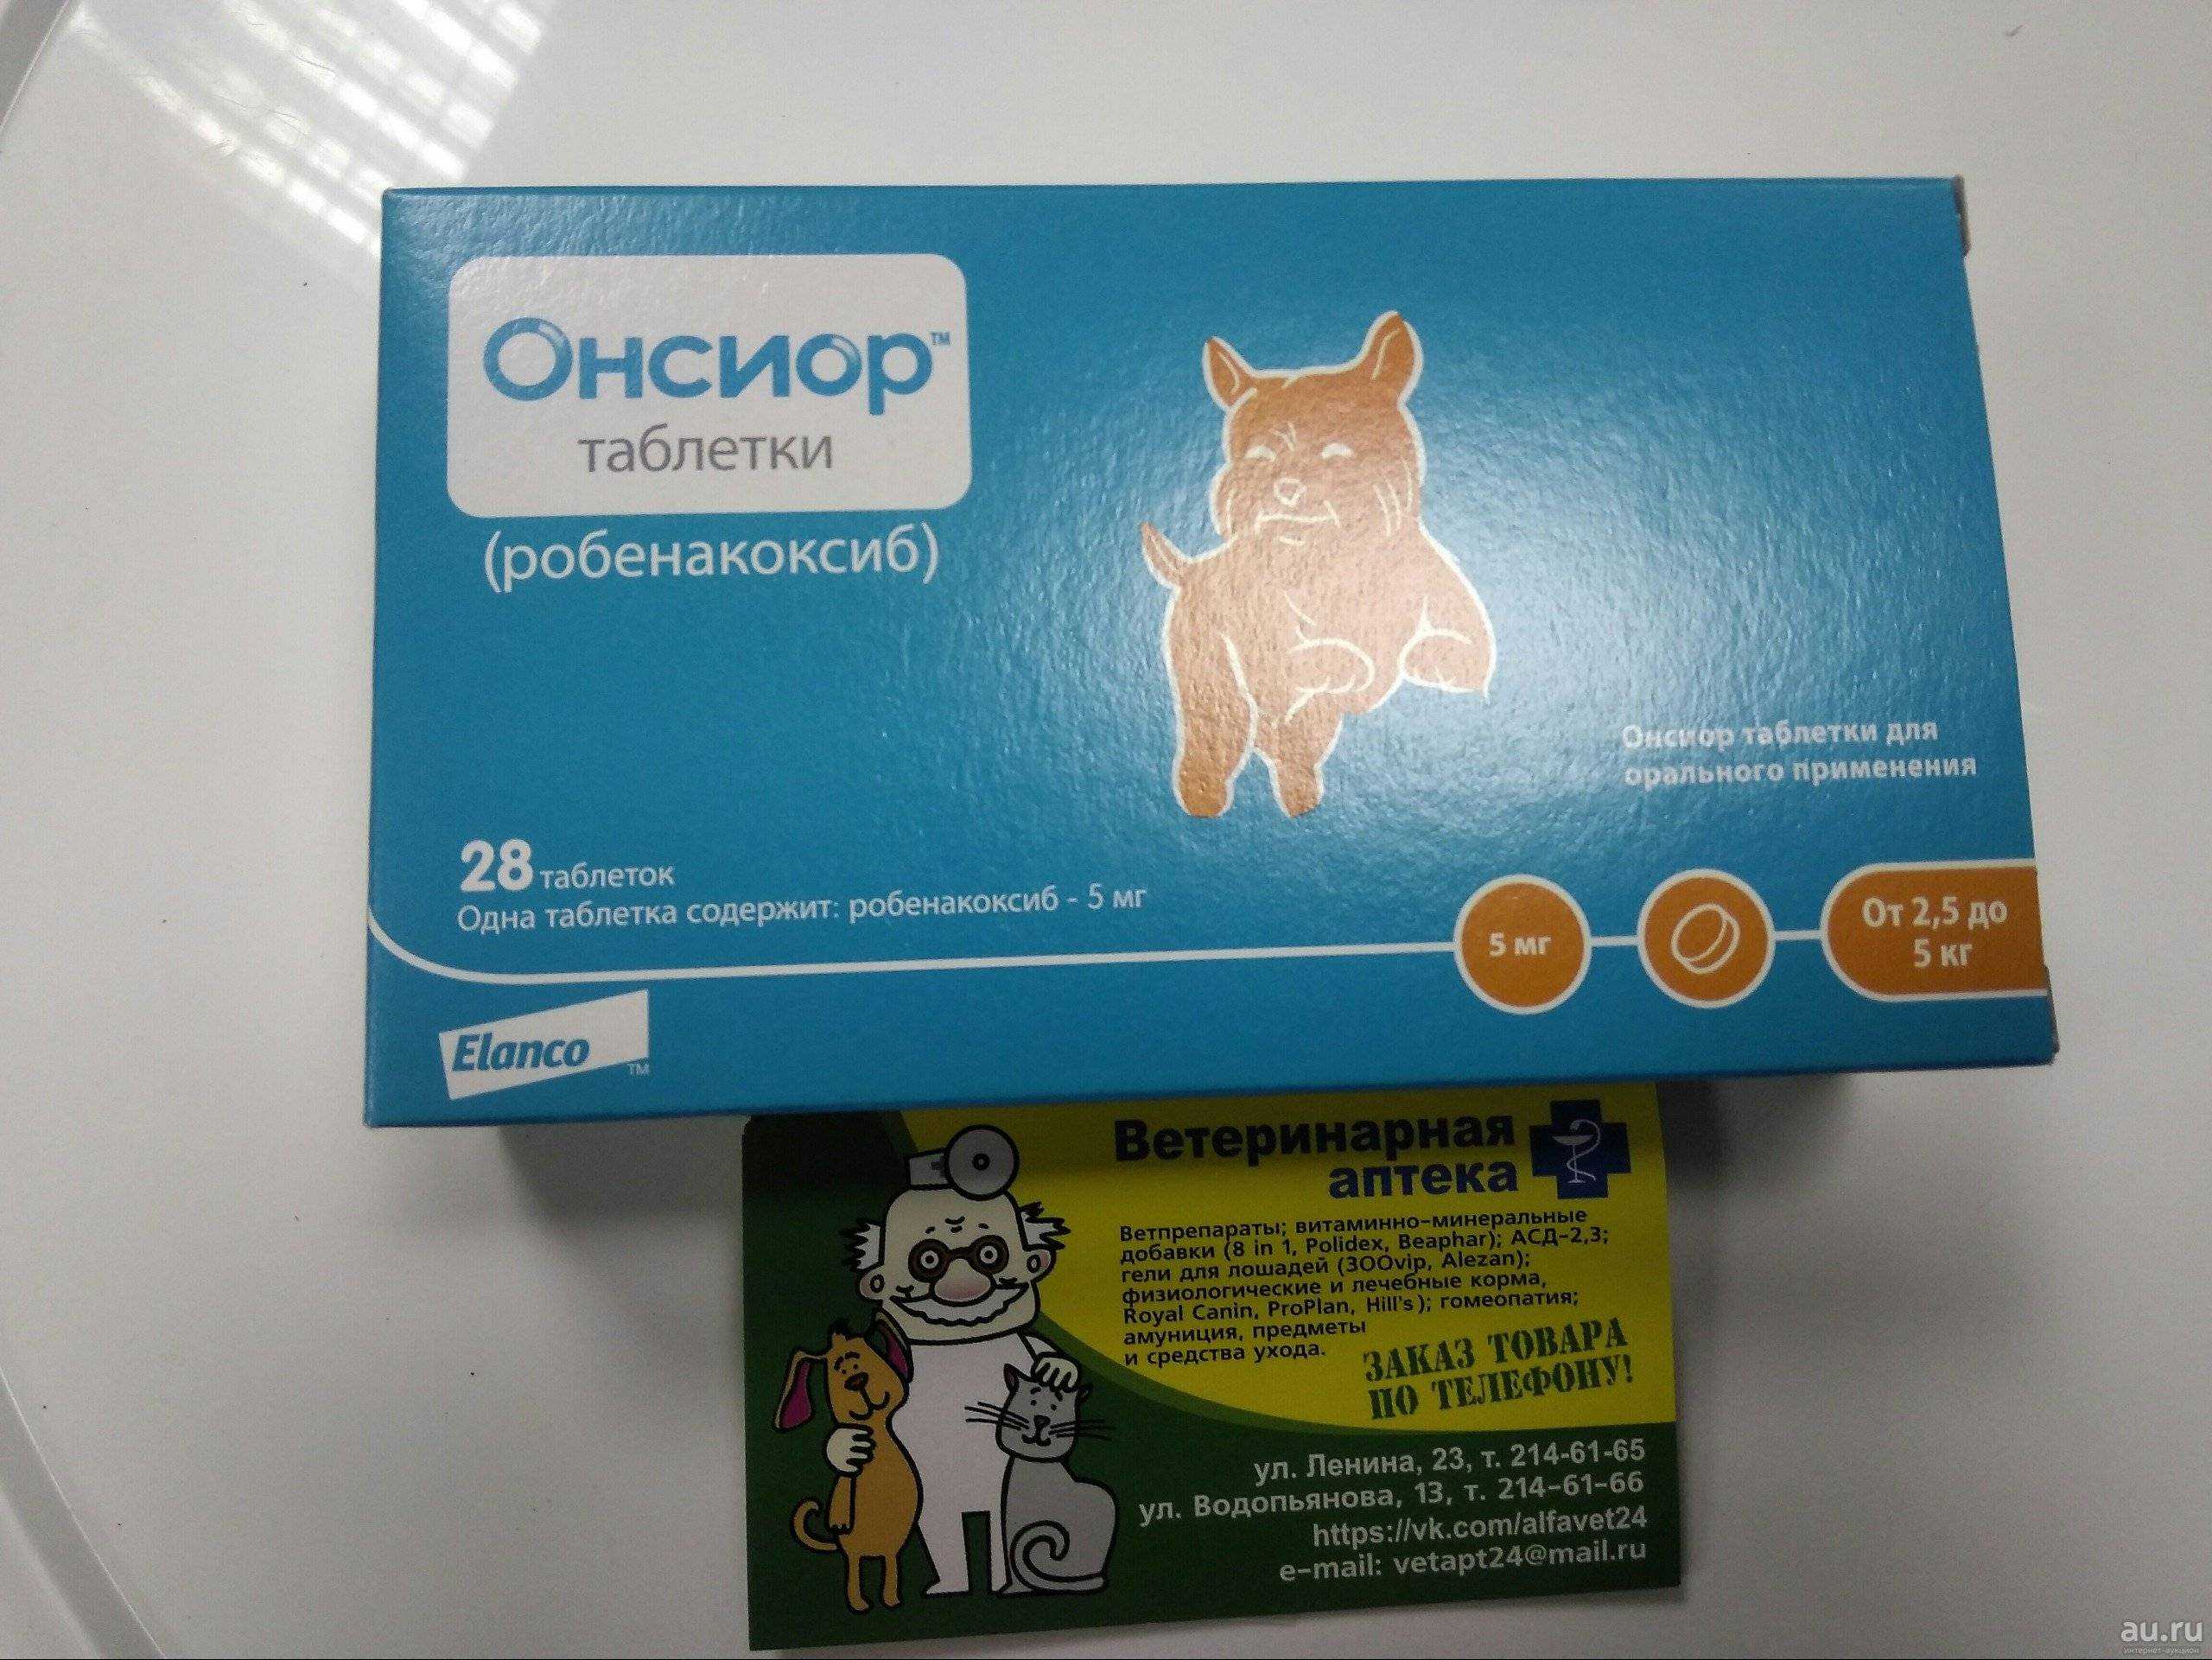 Онсиор™
таблетки
(робенакоксиб)
Онсиор таблетки для
орального применения
28 таблеток
Одна таблетка содержит: робенакоксиб - 5 мг
5 мг
От 2,5 до
5 кг
Elanco™
Ветеринарная
аптека
Ветпрепараты; витаминно-минеральные
добавки (8 in 1, Polidex, Beaphar); АСД-2,3;
гели для лошадей (ЗООvip, Alezan);
физиологические и лечебные корма,
Royal Canin, ProPlan, Hill's); гомеопатия;
амуниция, предметы
и средства ухода.
ЗАКАЗ ТОВАРА
ПО ТЕЛЕФОНУ!
ул. Ленина, 23, т. 214-61-65
ул. Водопьянова, 13, т. 214-61-66
https://vk.com/alfavet24
e-mail: vetapt24@mail.ru
au.ru
интернет-аукцион